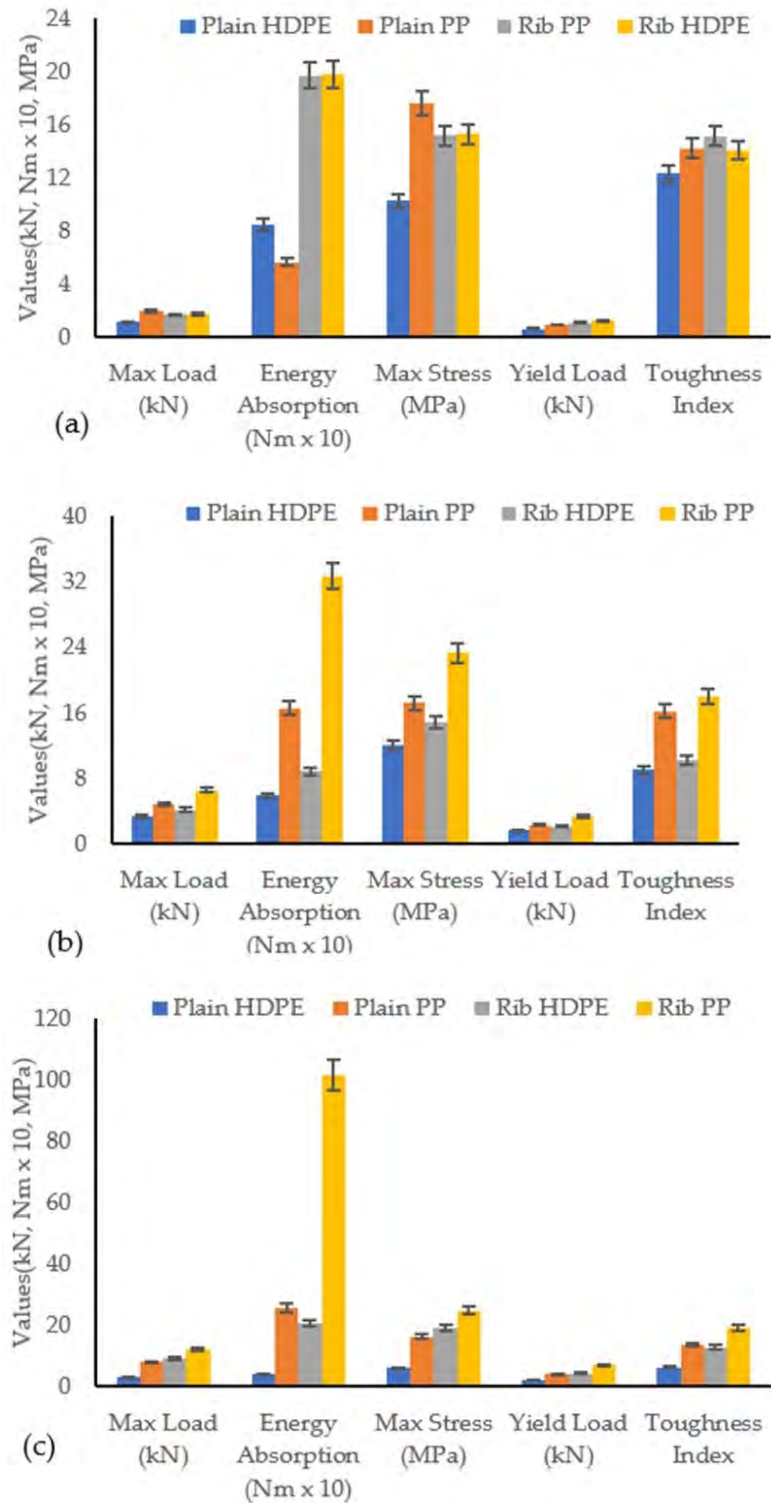 Plain HDPE Plain PP Rib PP Rib HDPE
Values(kN, Nm x 10, MPa)
24
20
16
12
8
4
0
Max Load Energy Max Stress Yield Load Toughness
(kN) Absorption (MPa) (kN) Index
(Nm x 10)
(a)
Plain HDPE Plain PP Rib HDPE Rib PP
Values(kN, Nm x 10, MPa)
40
32
24
16
8
0
Max Load Energy Max Stress Yield Load Toughness
(kN) Absorption (MPa) (kN) Index
(Nm x 10)
(b)
Plain HDPE Plain PP Rib HDPE Rib PP
Values(kN, Nm x 10, MPa)
120
100
80
60
40
20
0
Max Load Energy Max Stress Yield Load Toughness
(kN) Absorption (MPa) (kN) Index
(Nm x 10)
(c)